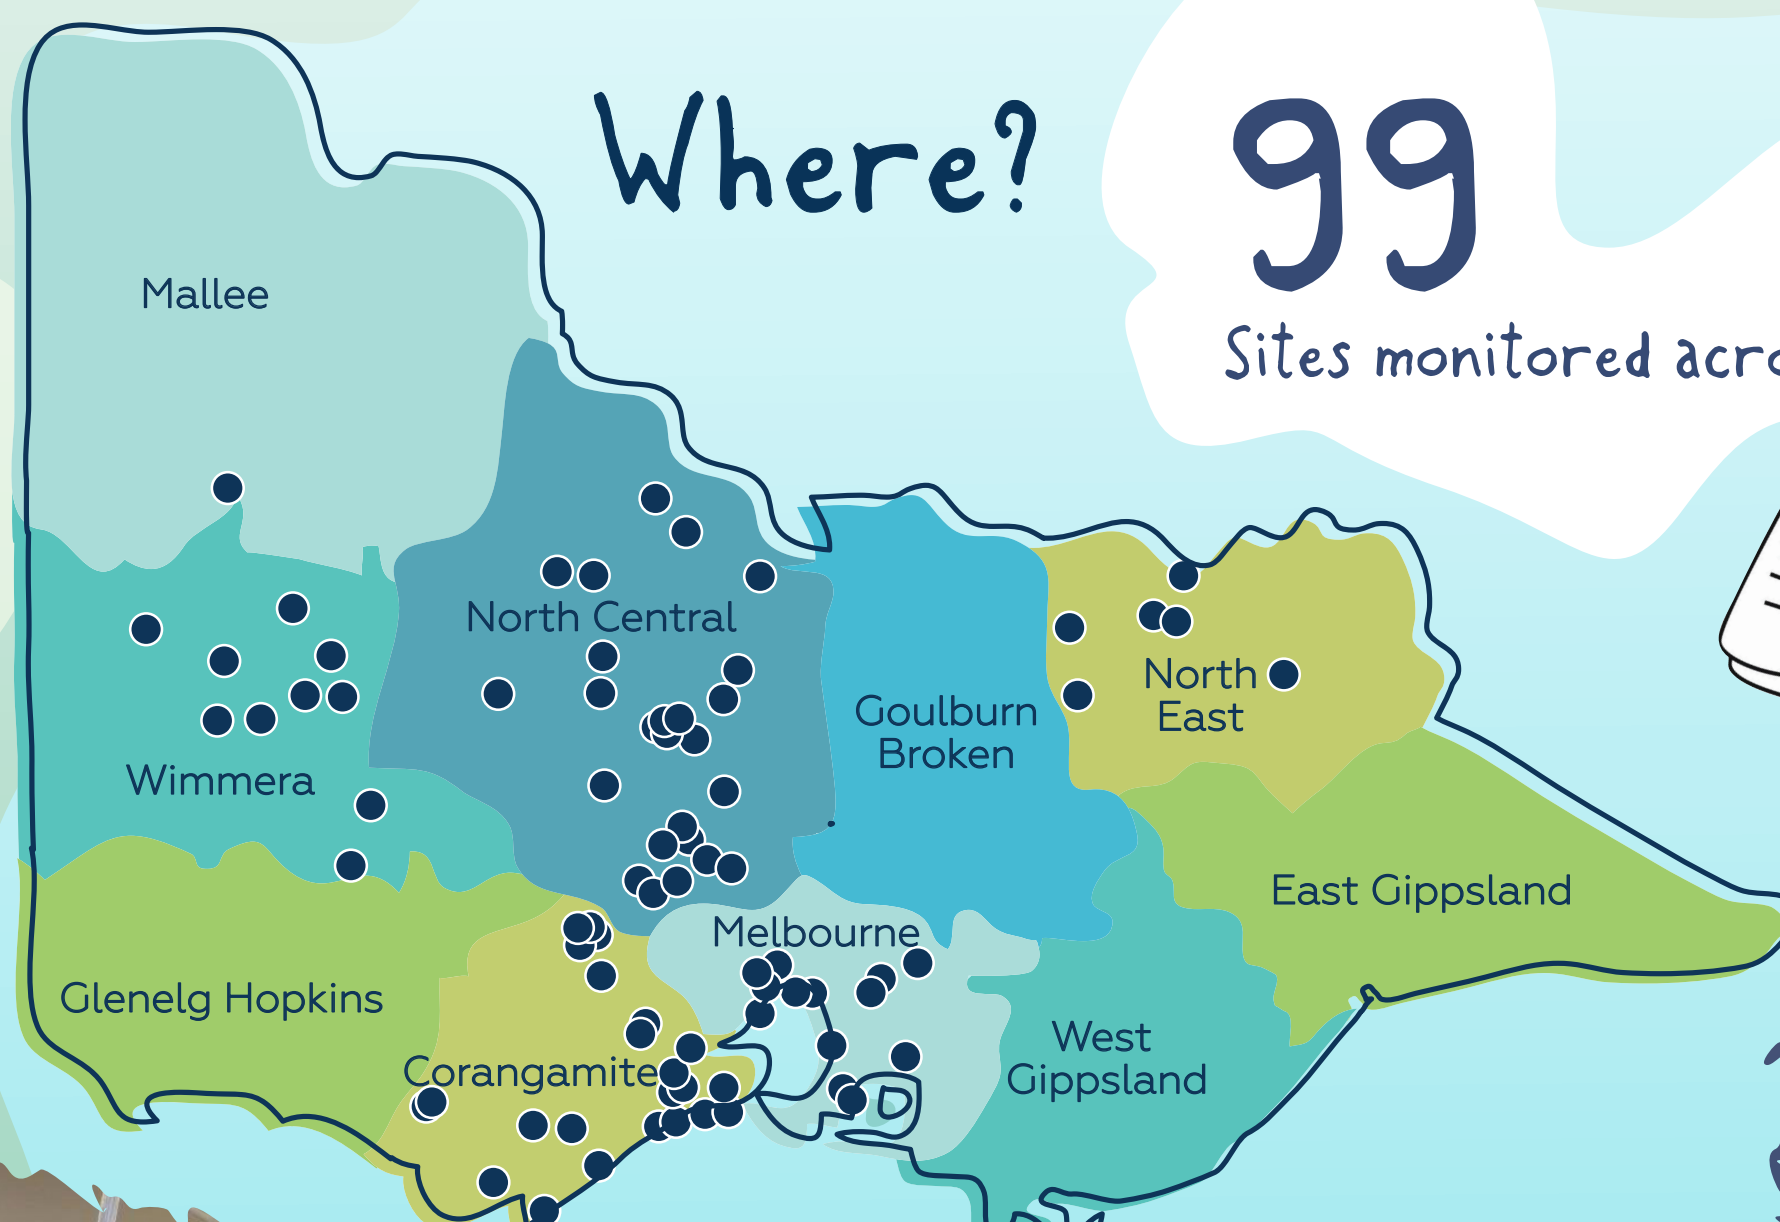 Where?
99
Sites monitored acro
Mallee
North Central
North
East
Goulburn
Broken
Wimmera
East Gippsland
Melbourne
Glenelg Hopkins
West
Gippsland
Corangamite